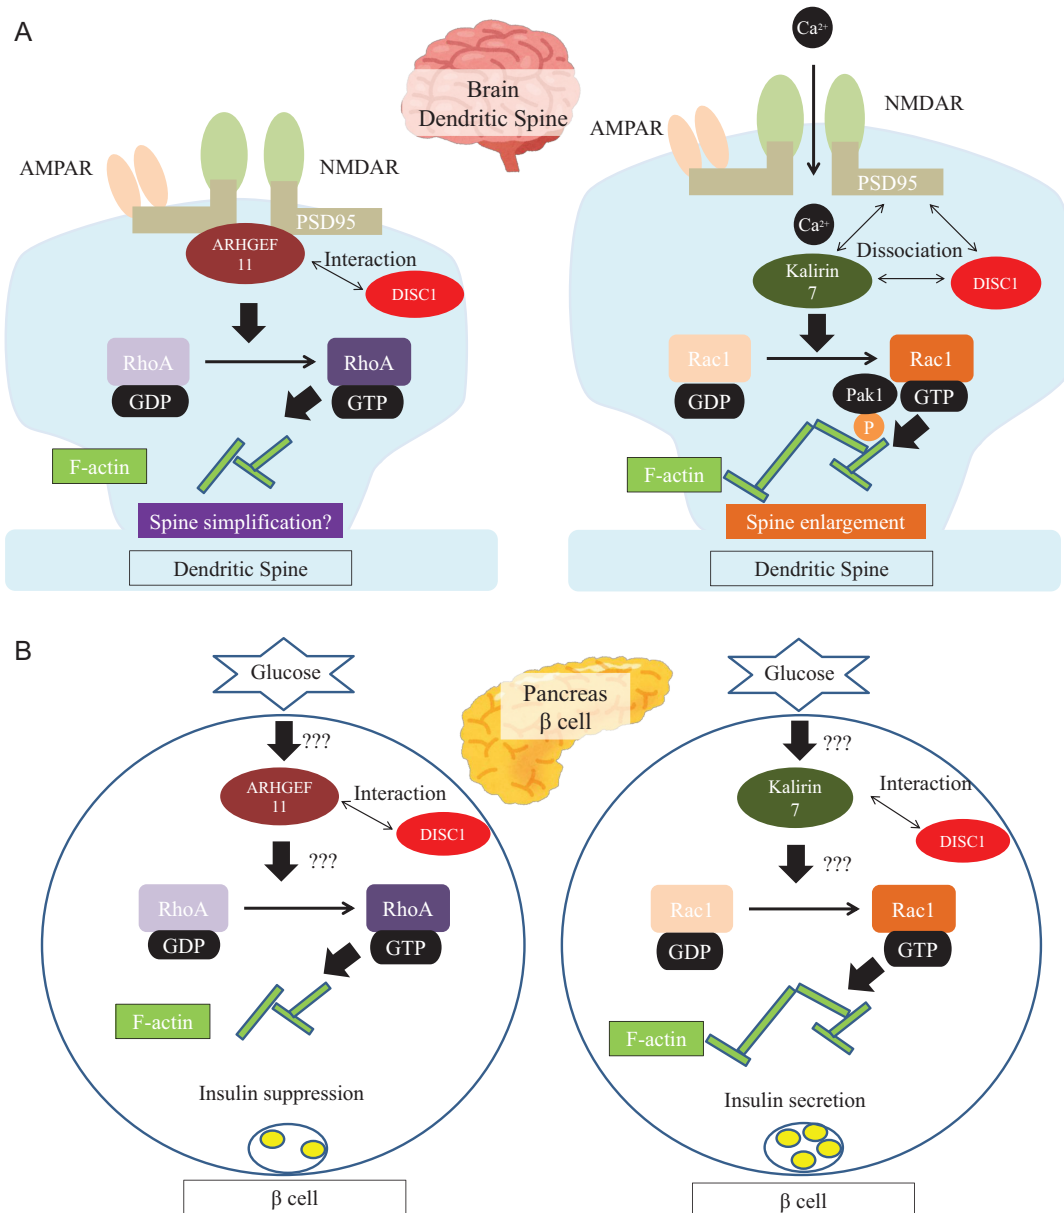 A
Brain
Dendritic Spine
AMPAR
NMDAR
PSD95
ARHGEF
11
Interaction
DISC1
RhoA
GDP
RhoA
GTP
F-actin
Spine simplification?
Dendritic Spine
Ca²⁺
AMPAR
NMDAR
PSD95
Ca²⁺
Dissociation
Kalirin
7
DISC1
Rac1
GDP
Rac1
GTP
Pak1
P
F-actin
Spine enlargement
Dendritic Spine
B
Pancreas
β cell
Glucose
???
ARHGEF
11
Interaction
DISC1
???
RhoA
GDP
RhoA
GTP
F-actin
Insulin suppression
β cell
Glucose
???
Kalirin
7
Interaction
DISC1
???
Rac1
GDP
Rac1
GTP
F-actin
Insulin secretion
β cell